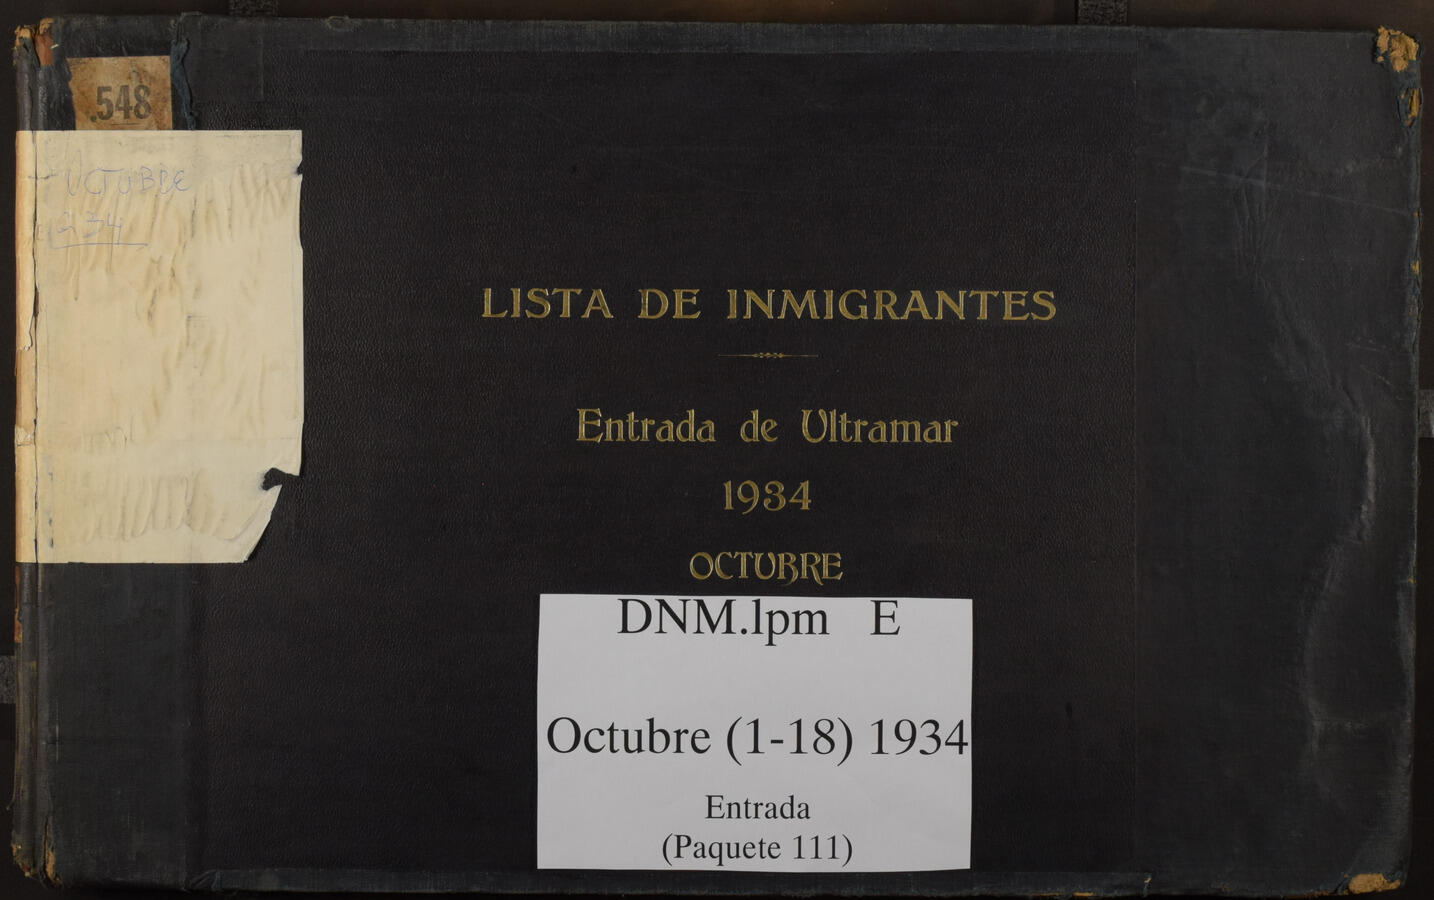 .548
OCTUBRE
934
LISTA DE INMIGRANTES
Entrada de Ultramar
1934
OCTUBRE
DNM.lpm E
Octubre (1-18) 1934
Entrada
(Paquete 111)